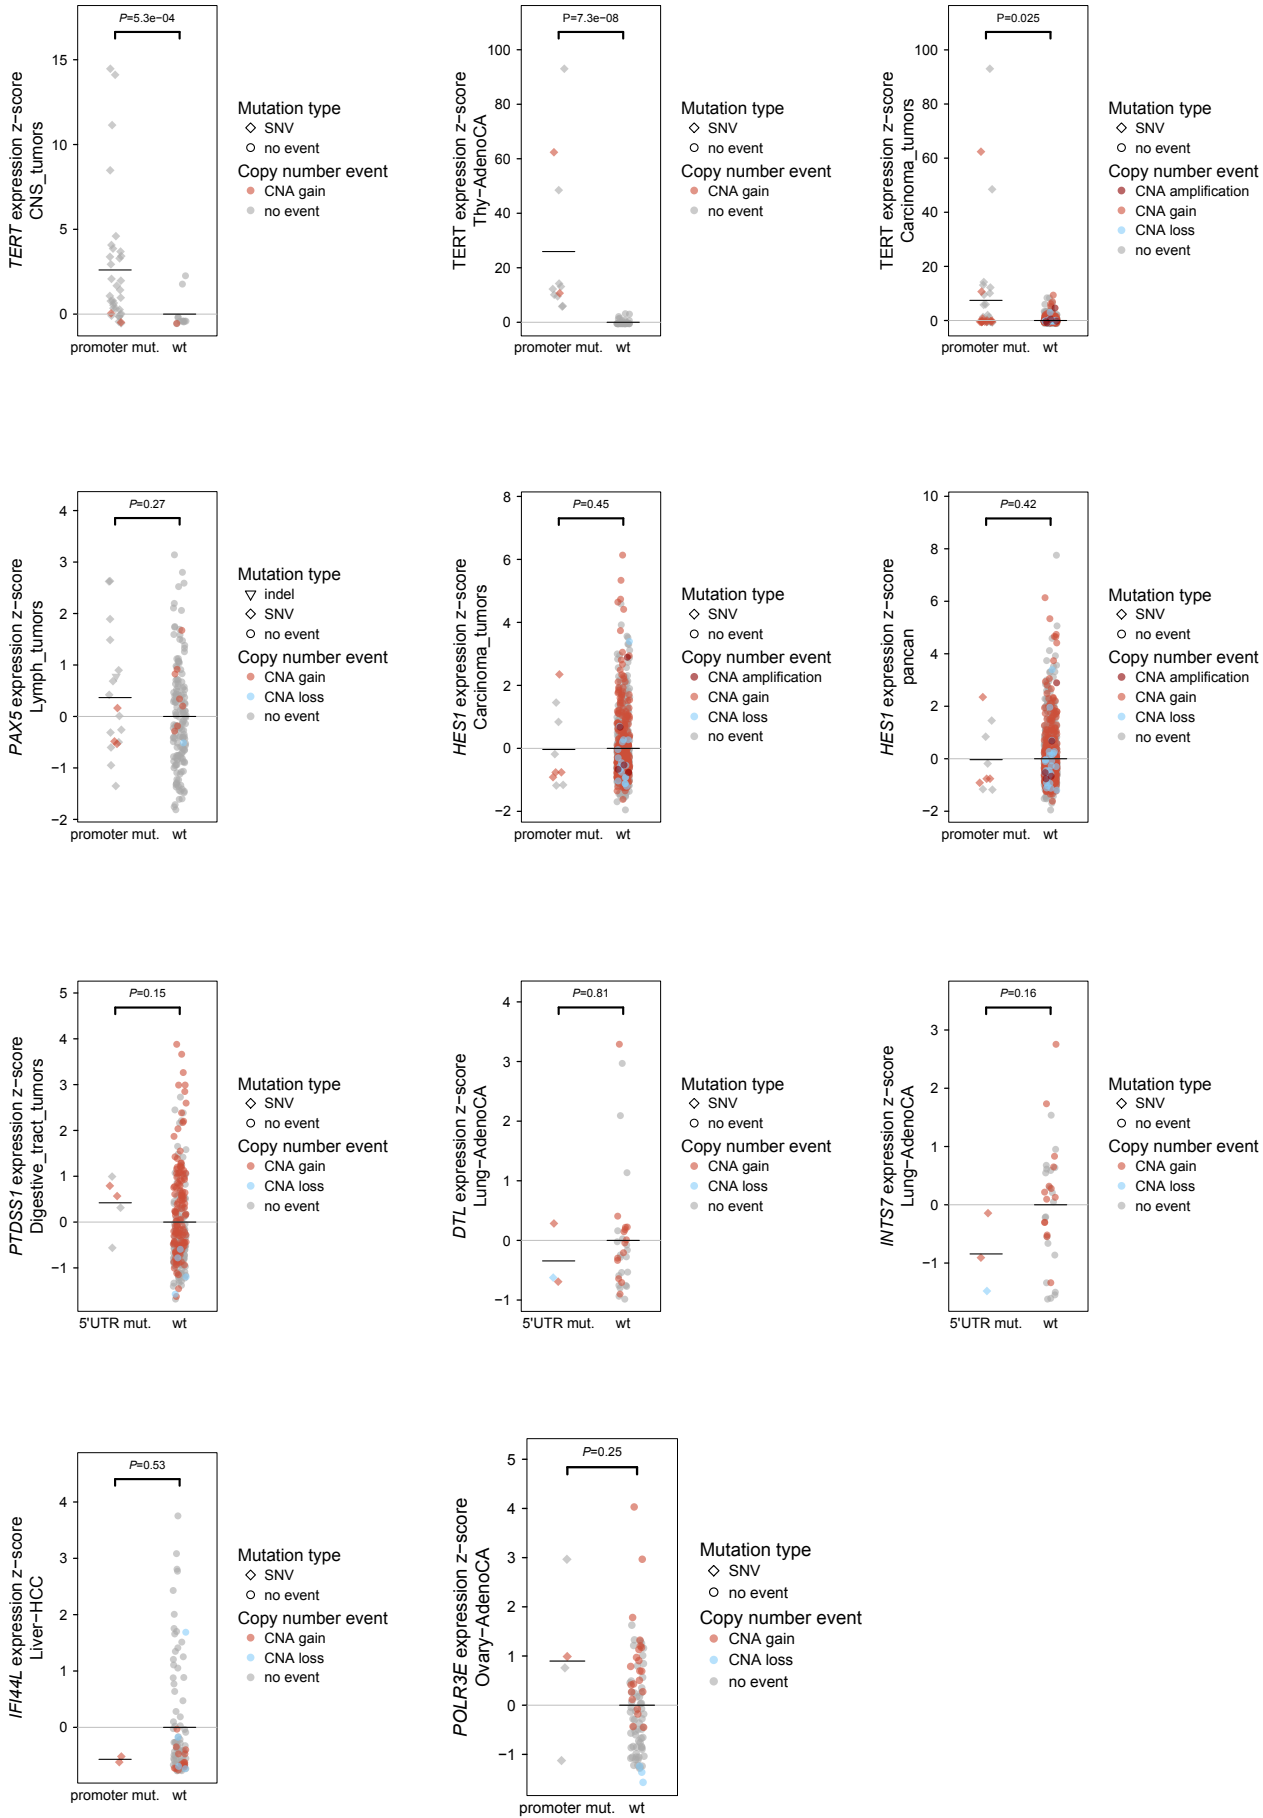 P=5.3e−04
TERT expression z−score
CNS_tumors
15
10
5
0
promoter mut. wt
Mutation type
SNV
no event
Copy number event
CNA gain
no event
P=7.3e−08
TERT expression z−score
Thy−AdenoCA
100
80
60
40
20
0
promoter mut. wt
Mutation type
SNV
no event
Copy number event
CNA gain
no event
P=0.025
TERT expression z−score
Carcinoma_tumors
100
80
60
40
20
0
promoter mut. wt
Mutation type
SNV
no event
Copy number event
CNA amplification
CNA gain
CNA loss
no event
P=0.27
PAX5 expression z−score
Lymph_tumors
4
3
2
1
0
−1
−2
promoter mut. wt
Mutation type
indel
SNV
no event
Copy number event
CNA gain
CNA loss
no event
P=0.45
HES1 expression z−score
Carcinoma_tumors
8
6
4
2
0
−2
promoter mut. wt
Mutation type
SNV
no event
Copy number event
CNA amplification
CNA gain
CNA loss
no event
P=0.42
HES1 expression z−score
pancan
10
8
6
4
2
0
−2
promoter mut. wt
Mutation type
SNV
no event
Copy number event
CNA amplification
CNA gain
CNA loss
no event
P=0.15
PTDSS1 expression z−score
Digestive_tract_tumors
5
4
3
2
1
0
−1
5'UTR mut. wt
Mutation type
SNV
no event
Copy number event
CNA gain
CNA loss
no event
P=0.81
DTL expression z−score
Lung−AdenoCA
4
3
2
1
0
−1
5'UTR mut. wt
Mutation type
SNV
no event
Copy number event
CNA gain
CNA loss
no event
P=0.16
INTS7 expression z−score
Lung−AdenoCA
3
2
1
0
−1
5'UTR mut. wt
Mutation type
SNV
no event
Copy number event
CNA gain
CNA loss
no event
P=0.53
IFI44L expression z−score
Liver−HCC
4
3
2
1
0
promoter mut. wt
Mutation type
SNV
no event
Copy number event
CNA gain
CNA loss
no event
P=0.25
POLR3E expression z−score
Ovary−AdenoCA
5
4
3
2
1
0
−1
promoter mut. wt
Mutation type
SNV
no event
Copy number event
CNA gain
CNA loss
no event